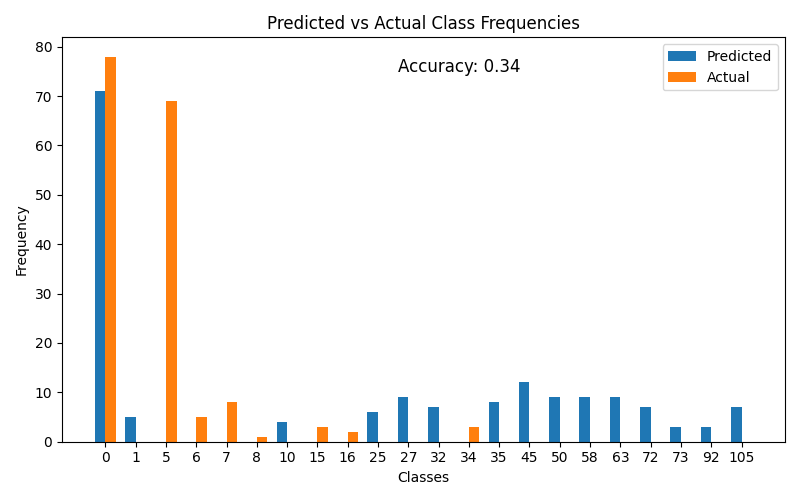 Predicted vs Actual Class Frequencies
Accuracy: 0.34
Predicted
Actual
80
70
60
50
40
30
20
10
0
Frequency
0 1 5 6 7 8 10 15 16 25 27 32 34 35 45 50 58 63 72 73 92 105
Classes